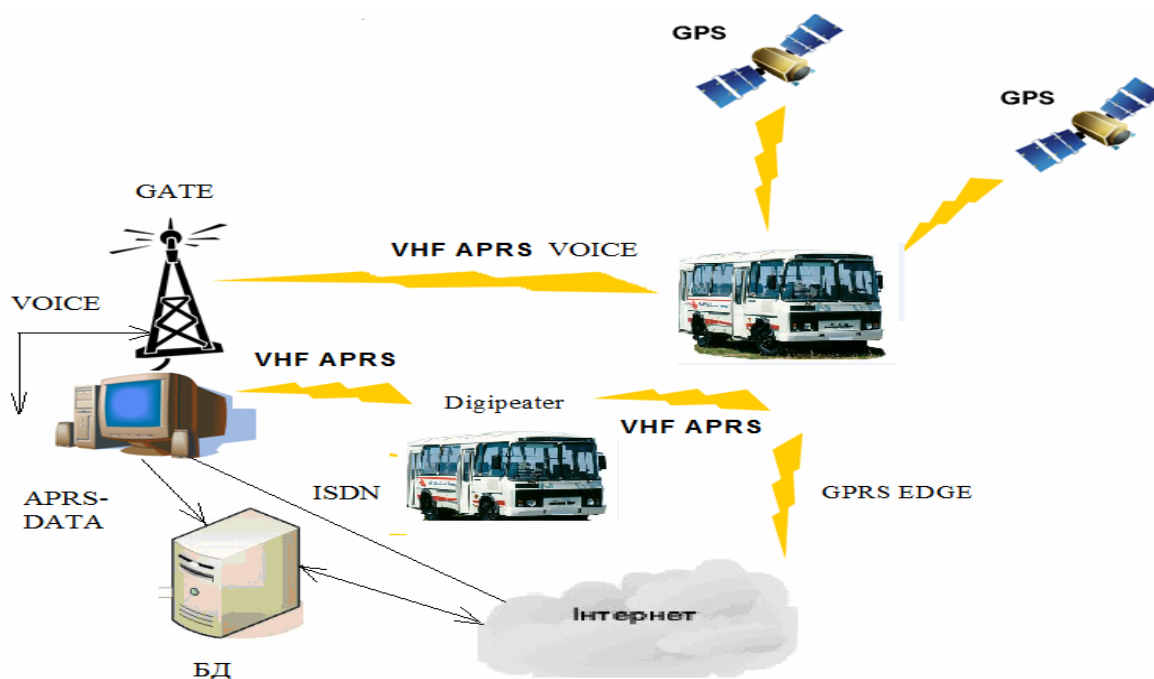 GPS
GPS
GATE
VHF APRS VOICE
VOICE
VHF APRS
Digipeater
VHF APRS
ISDN
GPRS EDGE
APRS-
DATA
Інтернет
БД